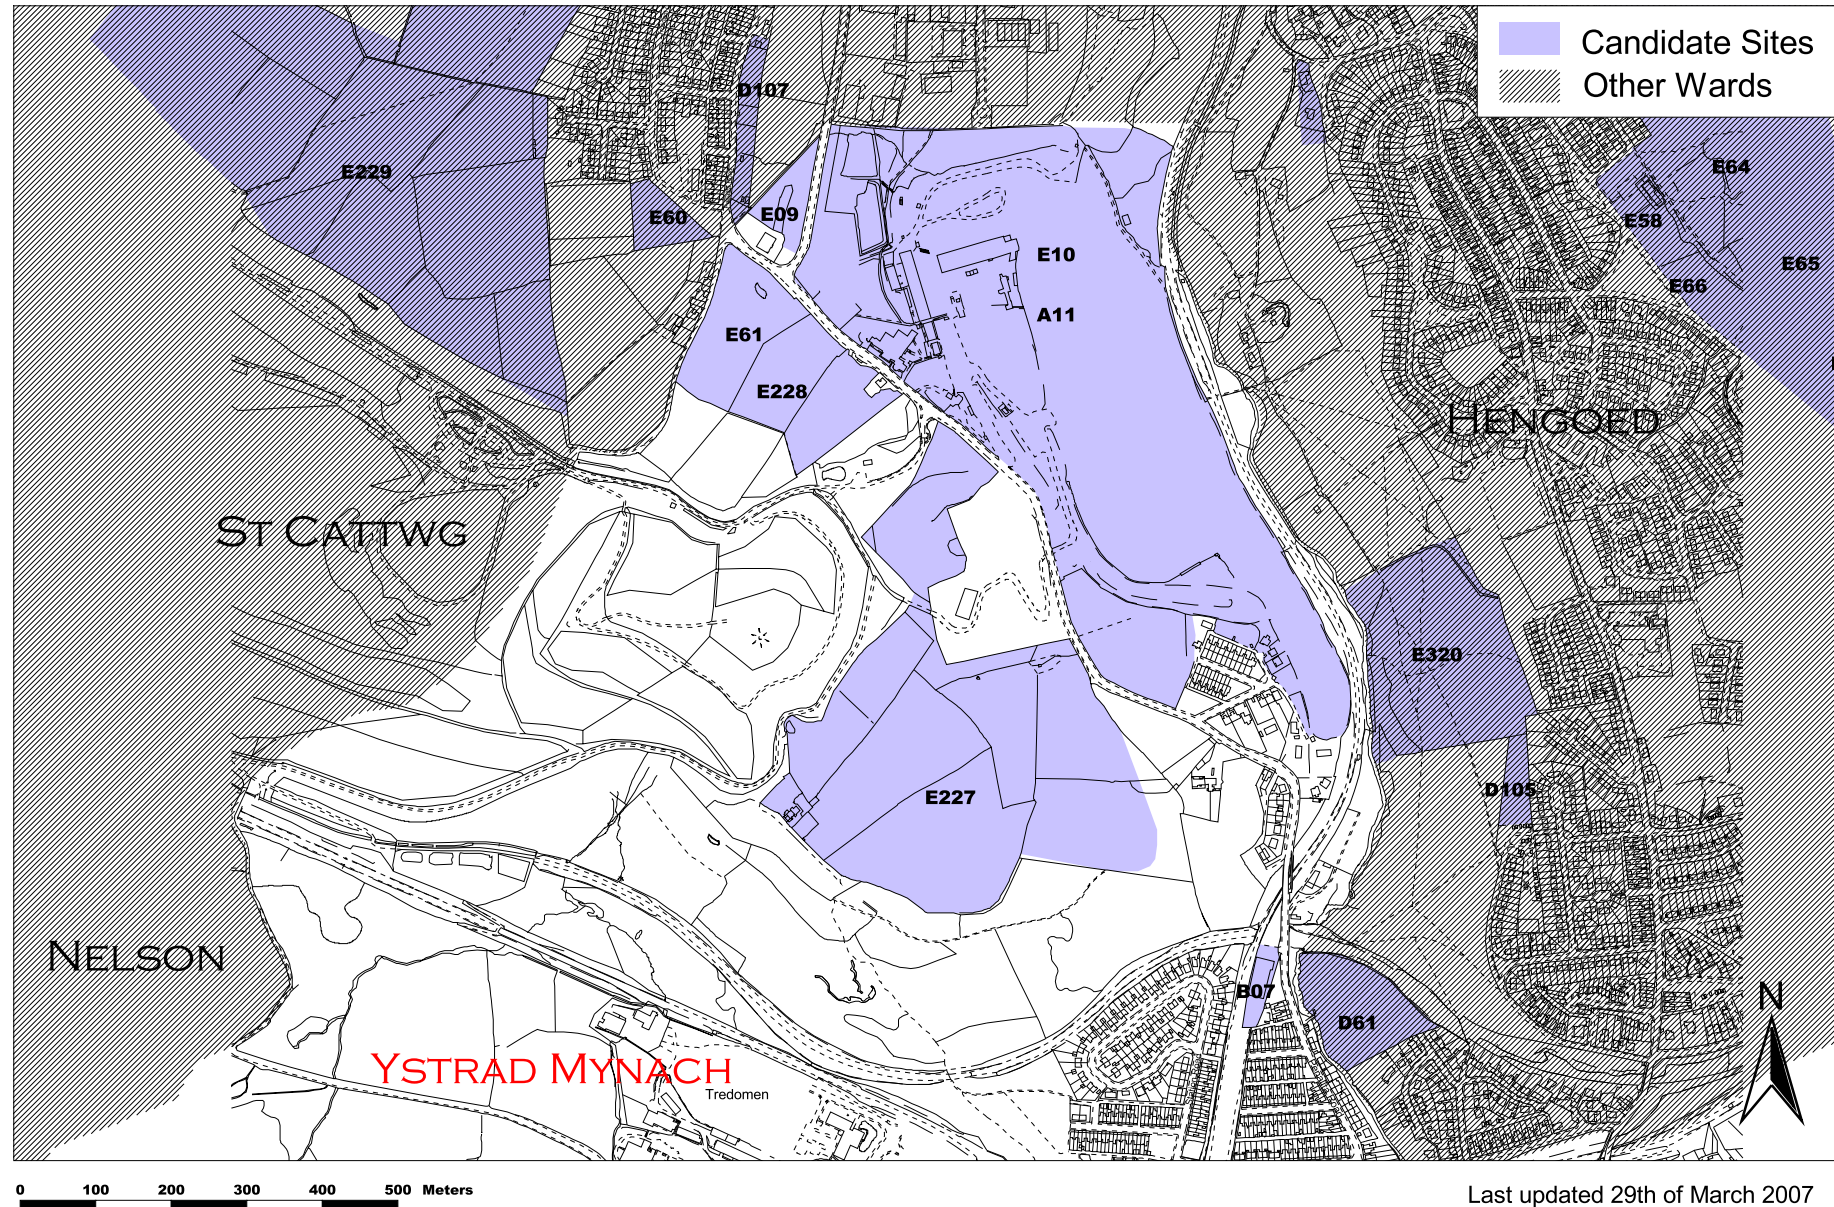 Candidate Sites
Other Wards
D107
E229
E60
E09
E64
E58
E10
E65
E66
A11
E61
E228
HENGOED
ST CATTWG
E320
D105
E227
NELSON
B07
N
D61
YSTRAD MYNACH
Tredomen
0 100 200 300 400 500 Meters
Last updated 29th of March 2007